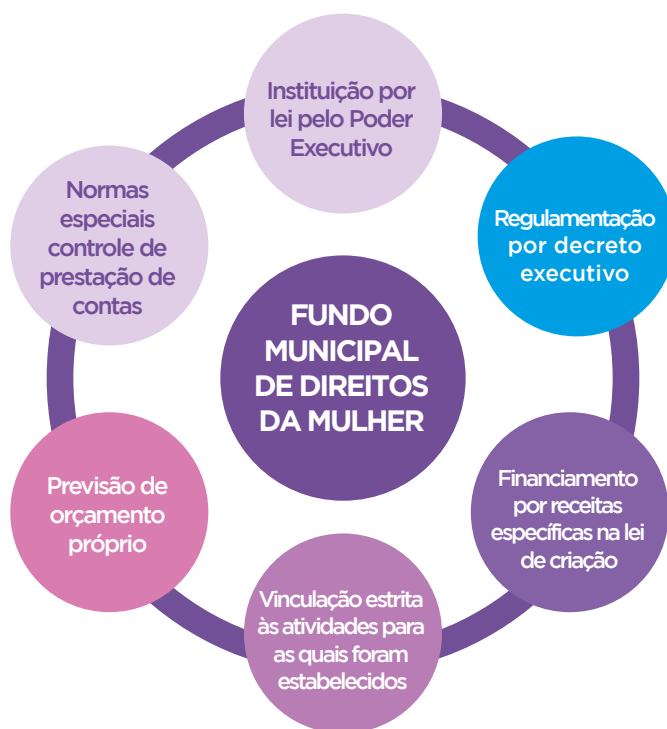 Instituição por
lei pelo Poder
Executivo
Regulamentação
por decreto
executivo
Financiamento
por receitas
específicas na lei
de criação
Vinculação estrita
às atividades para
as quais foram
estabelecidos
Previsão de
orçamento
próprio
Normas
especiais
controle de
prestação de
contas
FUNDO
MUNICIPAL
DE DIREITOS
DA MULHER